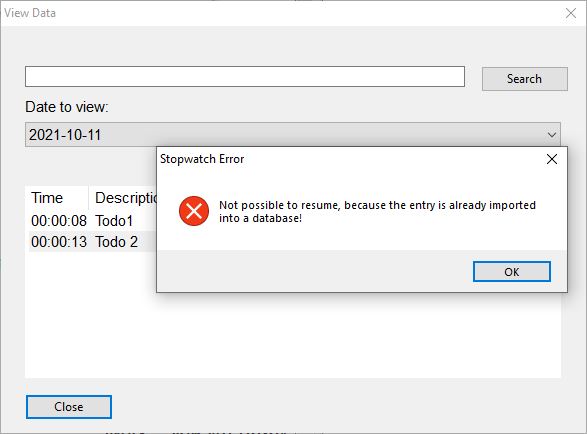 View Data
Search
Date to view:
2021-10-11
Stopwatch Error
Not possible to resume, because the entry is already imported
into a database!
OK
Time Descriptio
00:00:08 Todo1
00:00:13 Todo 2
Close